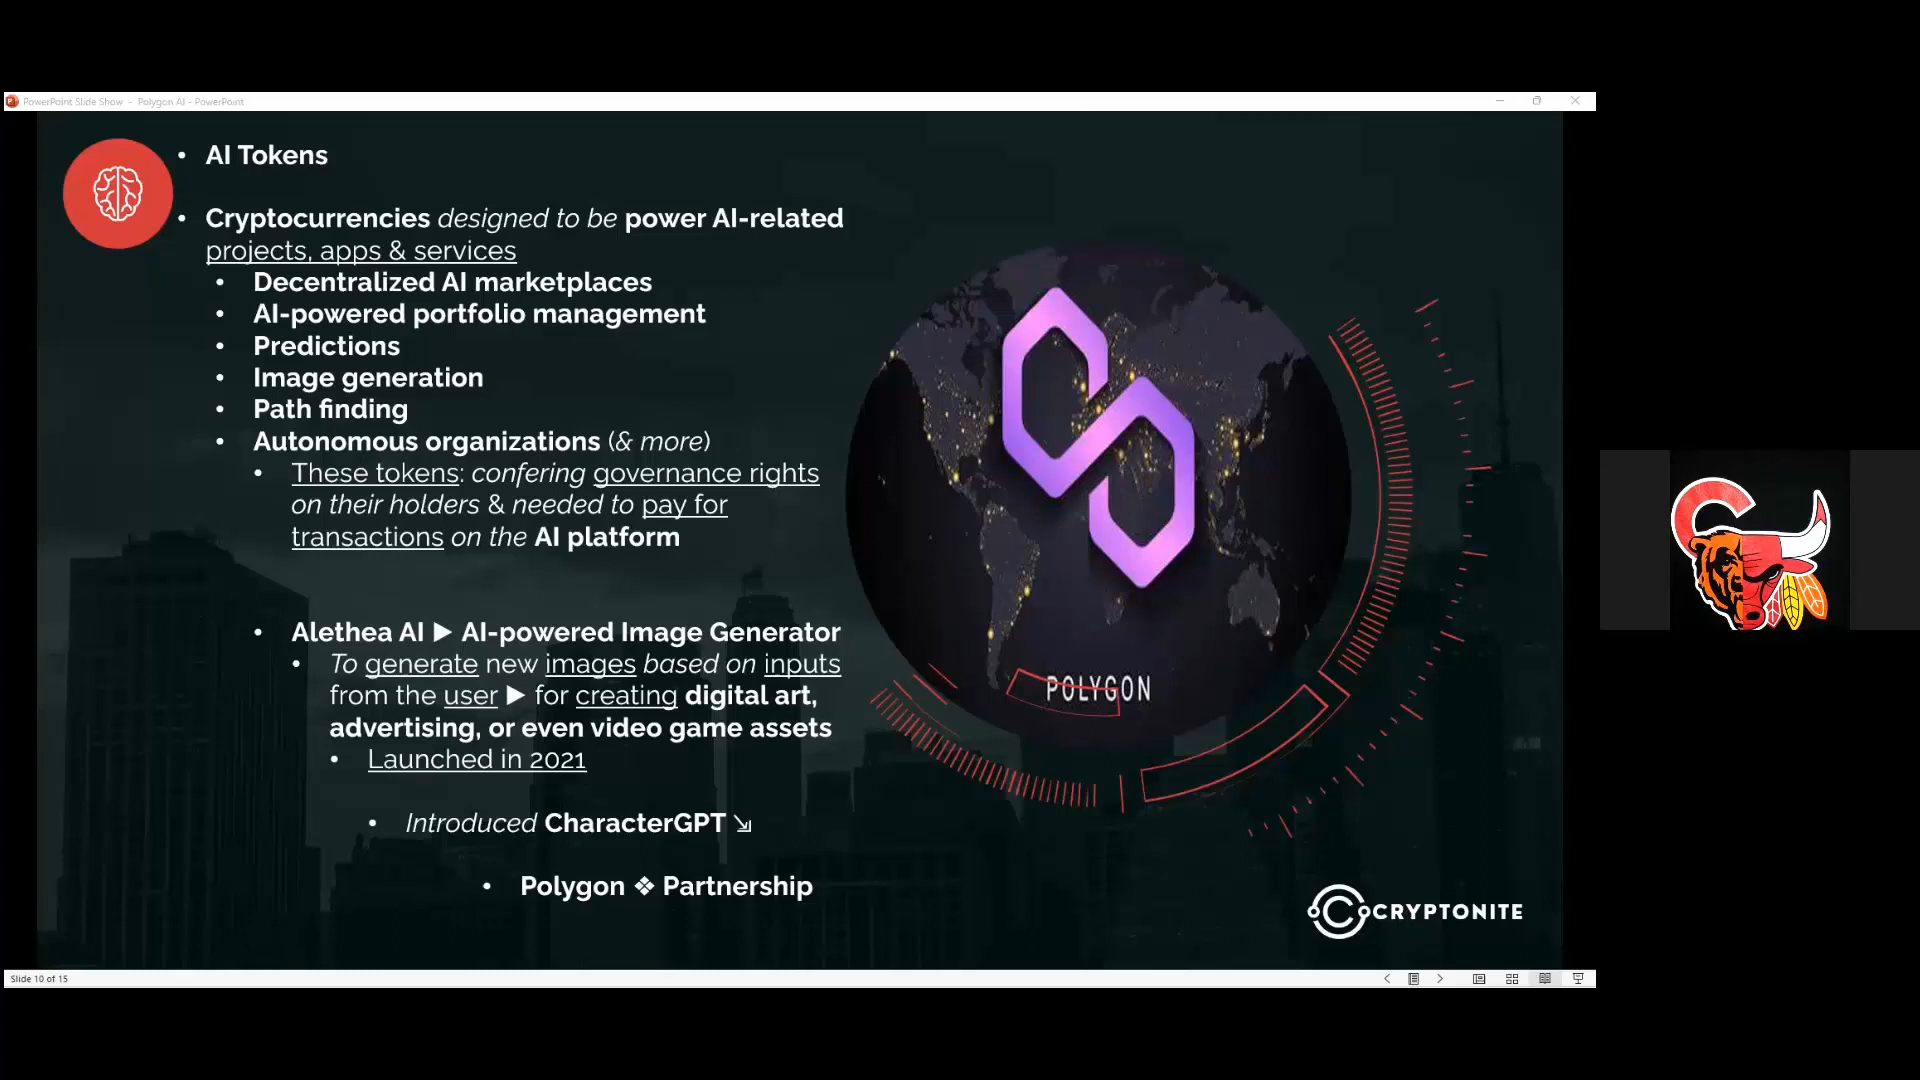 PowerPoint Slide Show - Polygon AI - PowerPoint
• AI Tokens
• Cryptocurrencies designed to be power AI-related
projects, apps & services
• Decentralized AI marketplaces
• AI-powered portfolio management
• Predictions
• Image generation
• Path finding
• Autonomous organizations (& more)
• These tokens: confering governance rights
on their holders & needed to pay for
transactions on the AI platform
• Alethea AI ▶ AI-powered Image Generator
• To generate new images based on inputs
from the user ▶ for creating digital art,
advertising, or even video game assets
• Launched in 2021
• Introduced CharacterGPT ⇲
• Polygon ❖ Partnership
POLYGON
CRYPTONITE
Slide 10 of 15